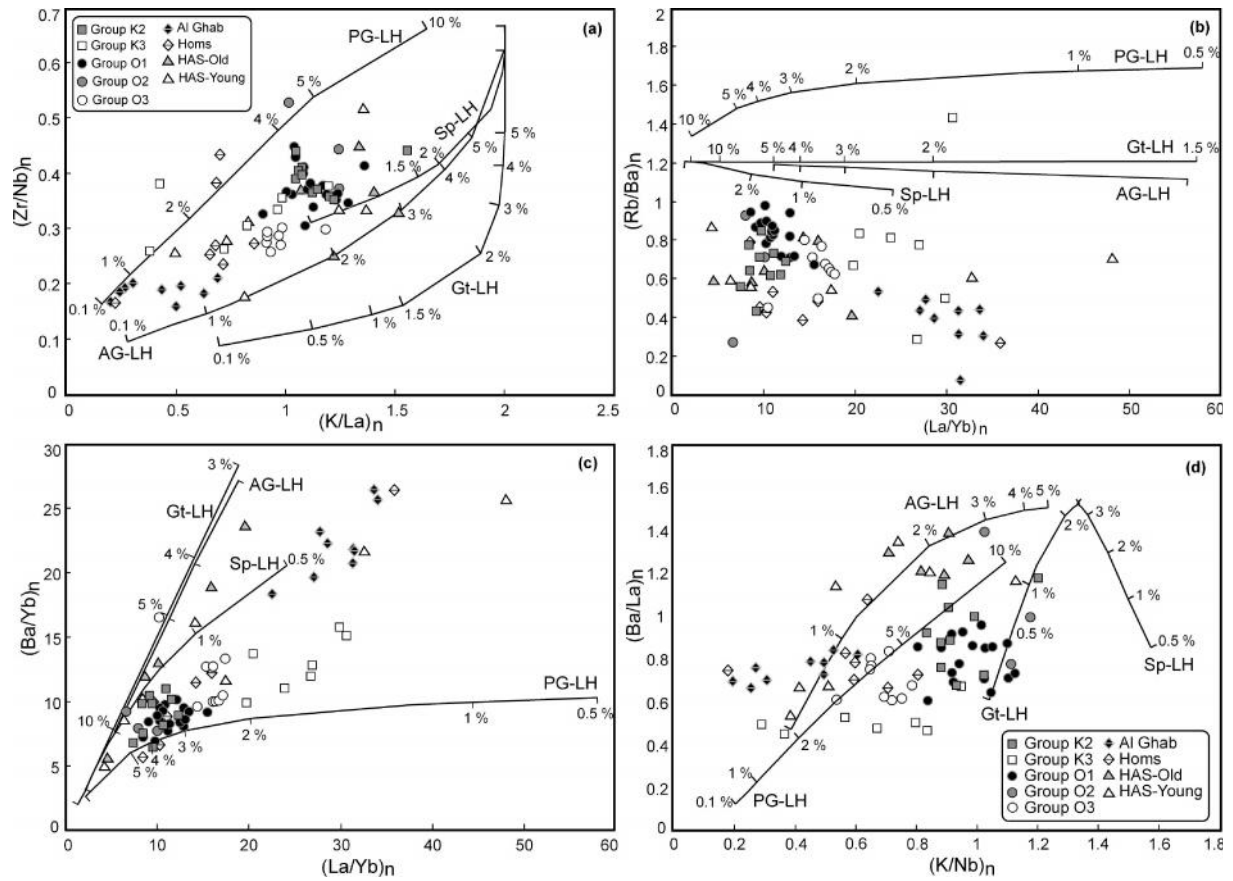 (a)
Group K2
Group K3
Group O1
Group O2
Group O3
Al Ghab
Homs
HAS-Old
HAS-Young
PG-LH
10 %
5 %
4 %
2 %
1 %
0.1 %
Sp-LH
1.5 %
2 %
5 %
4 %
3 %
2 %
1 %
0.1 %
AG-LH
5 %
4 %
3 %
2 %
1.5 %
1 %
0.5 %
0.1 %
Gt-LH
(Zr/Nb)n
0.7
0.6
0.5
0.4
0.3
0.2
0.1
0
0 0.5 1 1.5 2 2.5
(K/La)n
(b)
PG-LH
10 %
5 %
4 %
3 %
2 %
1 %
0.5 %
Gt-LH
10 %
5 %
4 %
3 %
2 %
1.5 %
AG-LH
Sp-LH
2 %
1 %
0.5 %
(Rb/Ba)n
2
1.8
1.6
1.4
1.2
1
0.8
0.6
0.4
0.2
0
0 10 20 30 40 50 60
(La/Yb)n
(c)
3 %
AG-LH
Gt-LH
4 %
5 %
10 %
Sp-LH
0.5 %
1 %
PG-LH
5 %
4 %
3 %
2 %
1 %
0.5 %
(Ba/Yb)n
30
25
20
15
10
5
0
0 10 20 30 40 50 60
(La/Yb)n
(d)
AG-LH
1 %
2 %
3 %
4 %
5 %
10 %
5 %
2 %
1 %
0.1 %
PG-LH
2 %
1 %
0.5 %
Gt-LH
3 %
2 %
1 %
0.5 %
Sp-LH
Group K2
Group K3
Group O1
Group O2
Group O3
Al Ghab
Homs
HAS-Old
HAS-Young
(Ba/La)n
1.8
1.6
1.4
1.2
1.0
0.8
0.6
0.4
0.2
0
0 0.2 0.4 0.6 0.8 1 1.2 1.4 1.6 1.8
(K/Nb)n